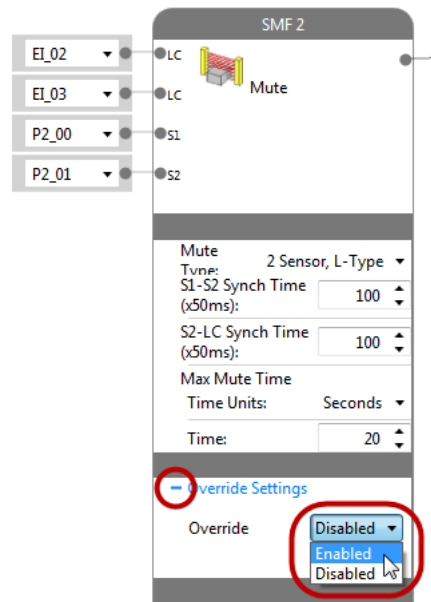 SMF 2
EI_02
LC
EI_03
LC
Mute
P2_00
S1
P2_01
S2
Mute
Type:
2 Sensor, L-Type
S1-S2 Synch Time
(x50ms):
100
S2-LC Synch Time
(x50ms):
100
Max Mute Time
Time Units:
Seconds
Time:
20
Override Settings
Override
Disabled
Enabled
Disabled